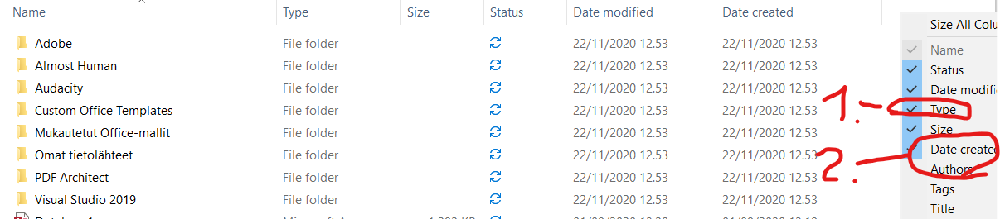 Name Type Size Status Date modified Date created
Size All Colu
Adobe File folder 22/11/2020 12.53 22/11/2020 12.53
Name
Almost Human File folder 22/11/2020 12.53 22/11/2020 12.53
Status
Audacity File folder 22/11/2020 12.53 22/11/2020 12.53
Date modifi
Custom Office Templates File folder 22/11/2020 12.53 22/11/2020 12.53
1. Type
Mukautetut Office-mallit File folder 22/11/2020 12.53 22/11/2020 12.53
Size
Omat tietolähteet File folder 22/11/2020 12.53 22/11/2020 12.53
2. Date created
PDF Architect File folder 22/11/2020 12.53 22/11/2020 12.53
Authors
Visual Studio 2019 File folder 22/11/2020 12.53 22/11/2020 12.53
Tags
Title